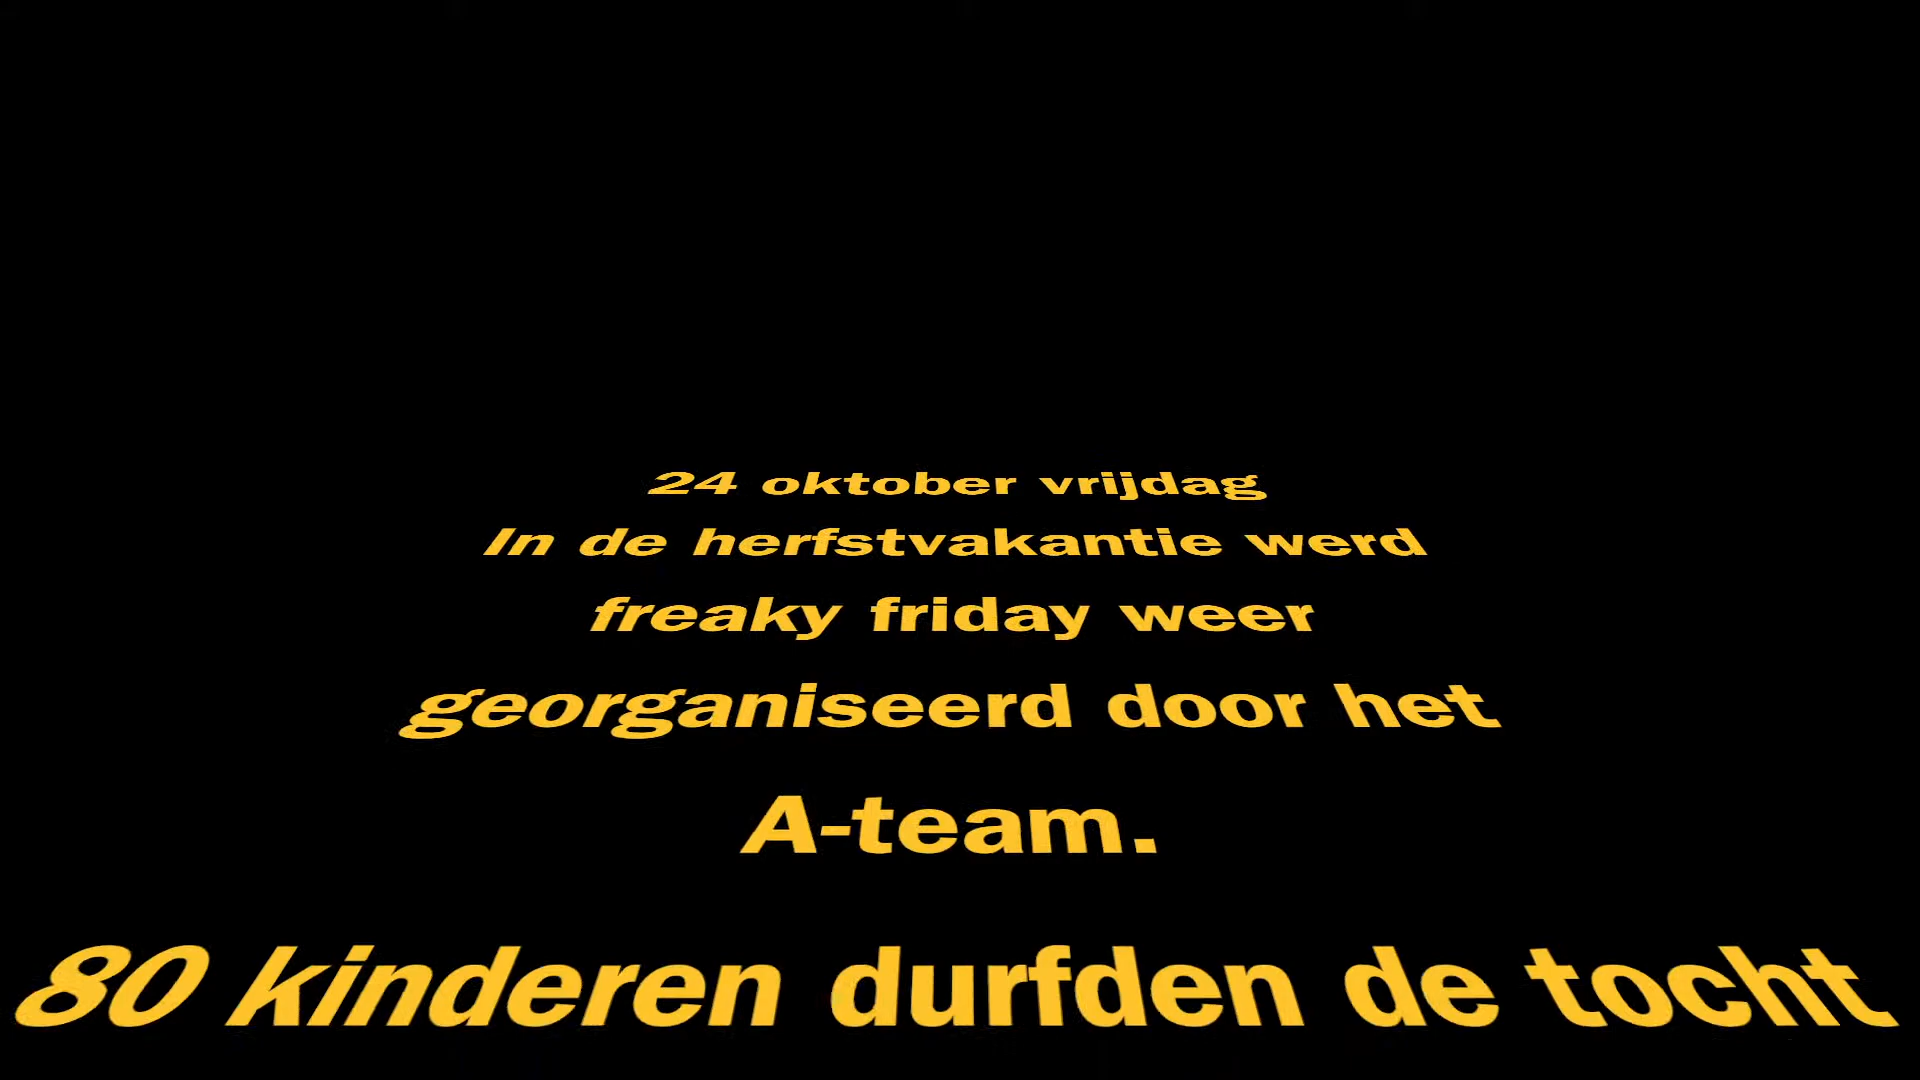 24 oktober vrijdag
In de herfstvakantie werd
freaky friday weer
georganiseerd door het
A-team.
80 kinderen durfden de tocht